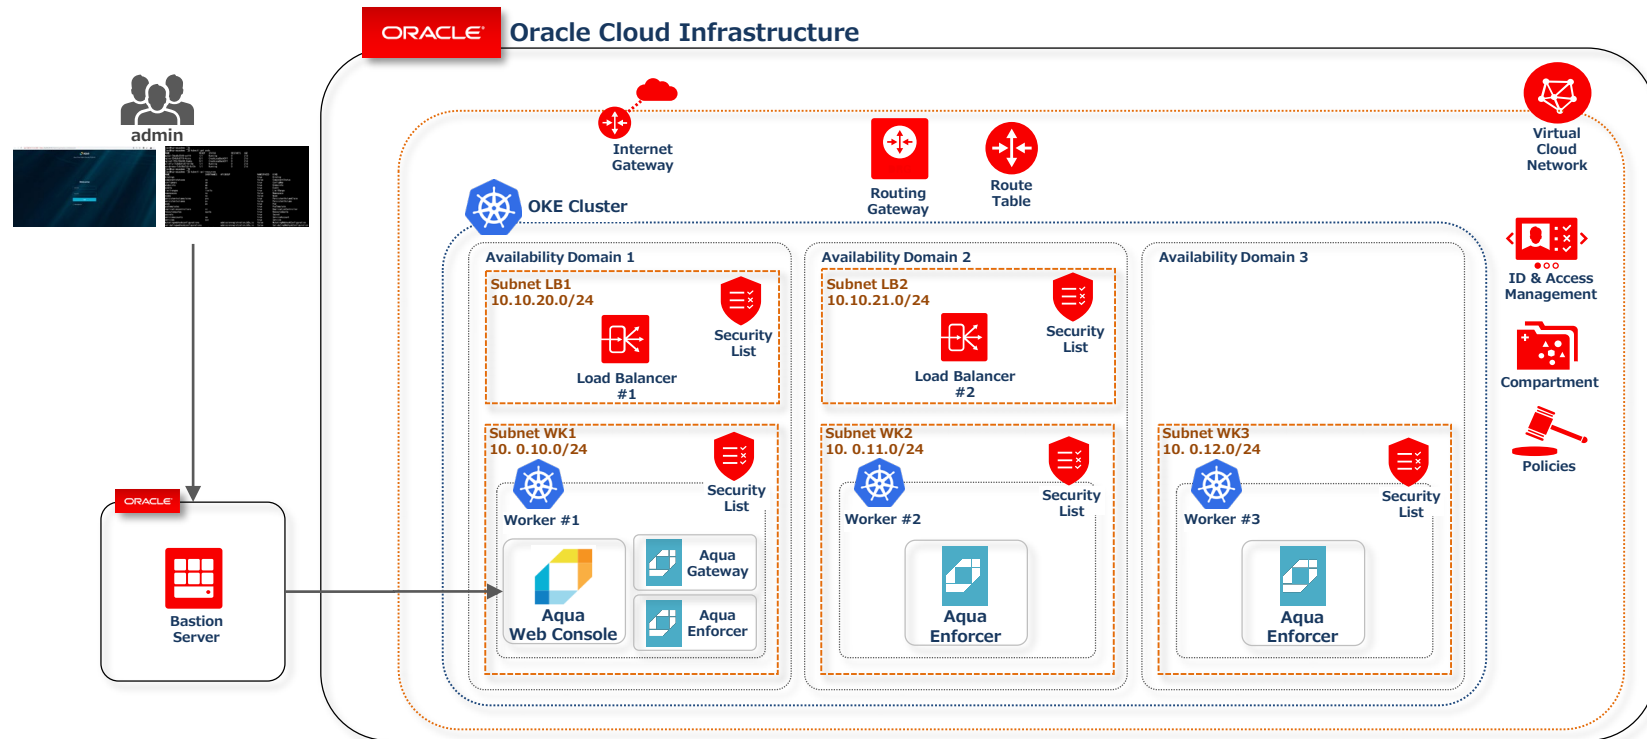 ORACLE
Oracle Cloud Infrastructure
admin
Internet
Gateway
Routing
Gateway
Route
Table
Virtual
Cloud
Network
OKE Cluster
Availability Domain 1
Subnet LB1
10.10.20.0/24
Security
List
Load Balancer
#1
Availability Domain 2
Subnet LB2
10.10.21.0/24
Security
List
Load Balancer
#2
Availability Domain 3
ID & Access
Management
Compartment
Policies
Subnet WK1
10. 0.10.0/24
Security
List
Worker #1
Aqua
Web Console
Aqua
Gateway
Aqua
Enforcer
Subnet WK2
10. 0.11.0/24
Security
List
Worker #2
Aqua
Enforcer
Subnet WK3
10. 0.12.0/24
Security
List
Worker #3
Aqua
Enforcer
ORACLE
Bastion
Server